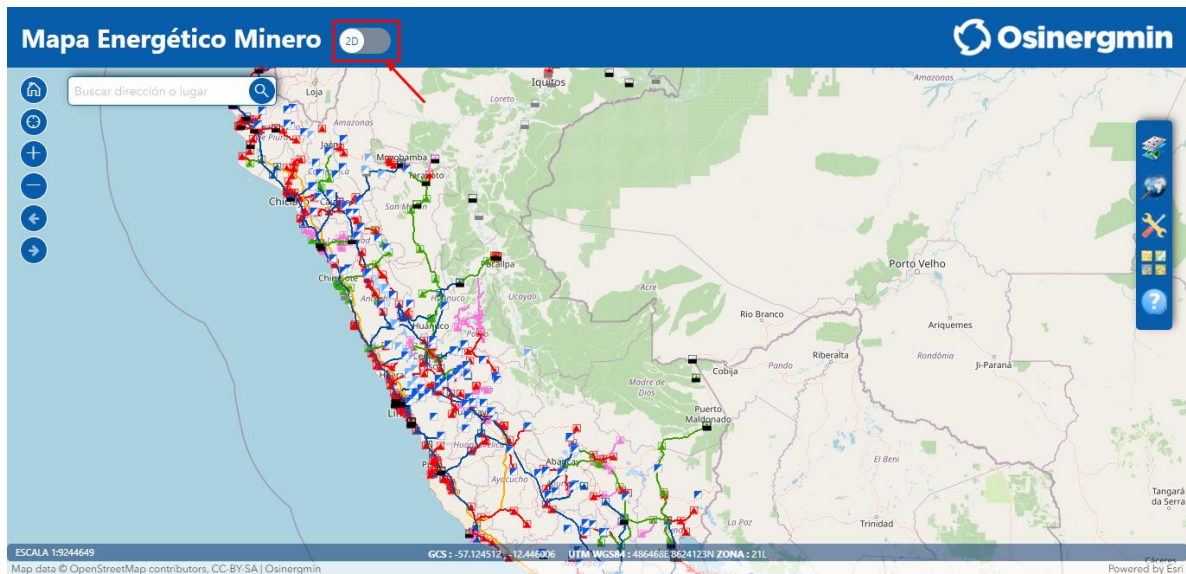 Mapa Energético Minero
2D
Osinergmin
Buscar dirección o lugar
Loja
Iquitos
Loreto
Amazonas
Amazonas
Jaén
Moyobamba
Tarapoto
San Martín
Pucallpa
Ucayali
Acre
Porto Velho
Rio Branco
Ariquemes
Huánuco
Riberalta
Rondônia
Ji-Paraná
Cobija
Pando
Madre de Dios
Puerto Maldonado
El Beni
Abancay
Ayacucho
La Paz
Trinidad
Tangará da Serra
Cáceres
ESCALA 1:9244649
GCS : -57.124512 , -12.446006 UTM WGS84 : 486468E 8624123N ZONA : 21L
Map data © OpenStreetMap contributors, CC-BY-SA | Osinergmin
Powered by Esri